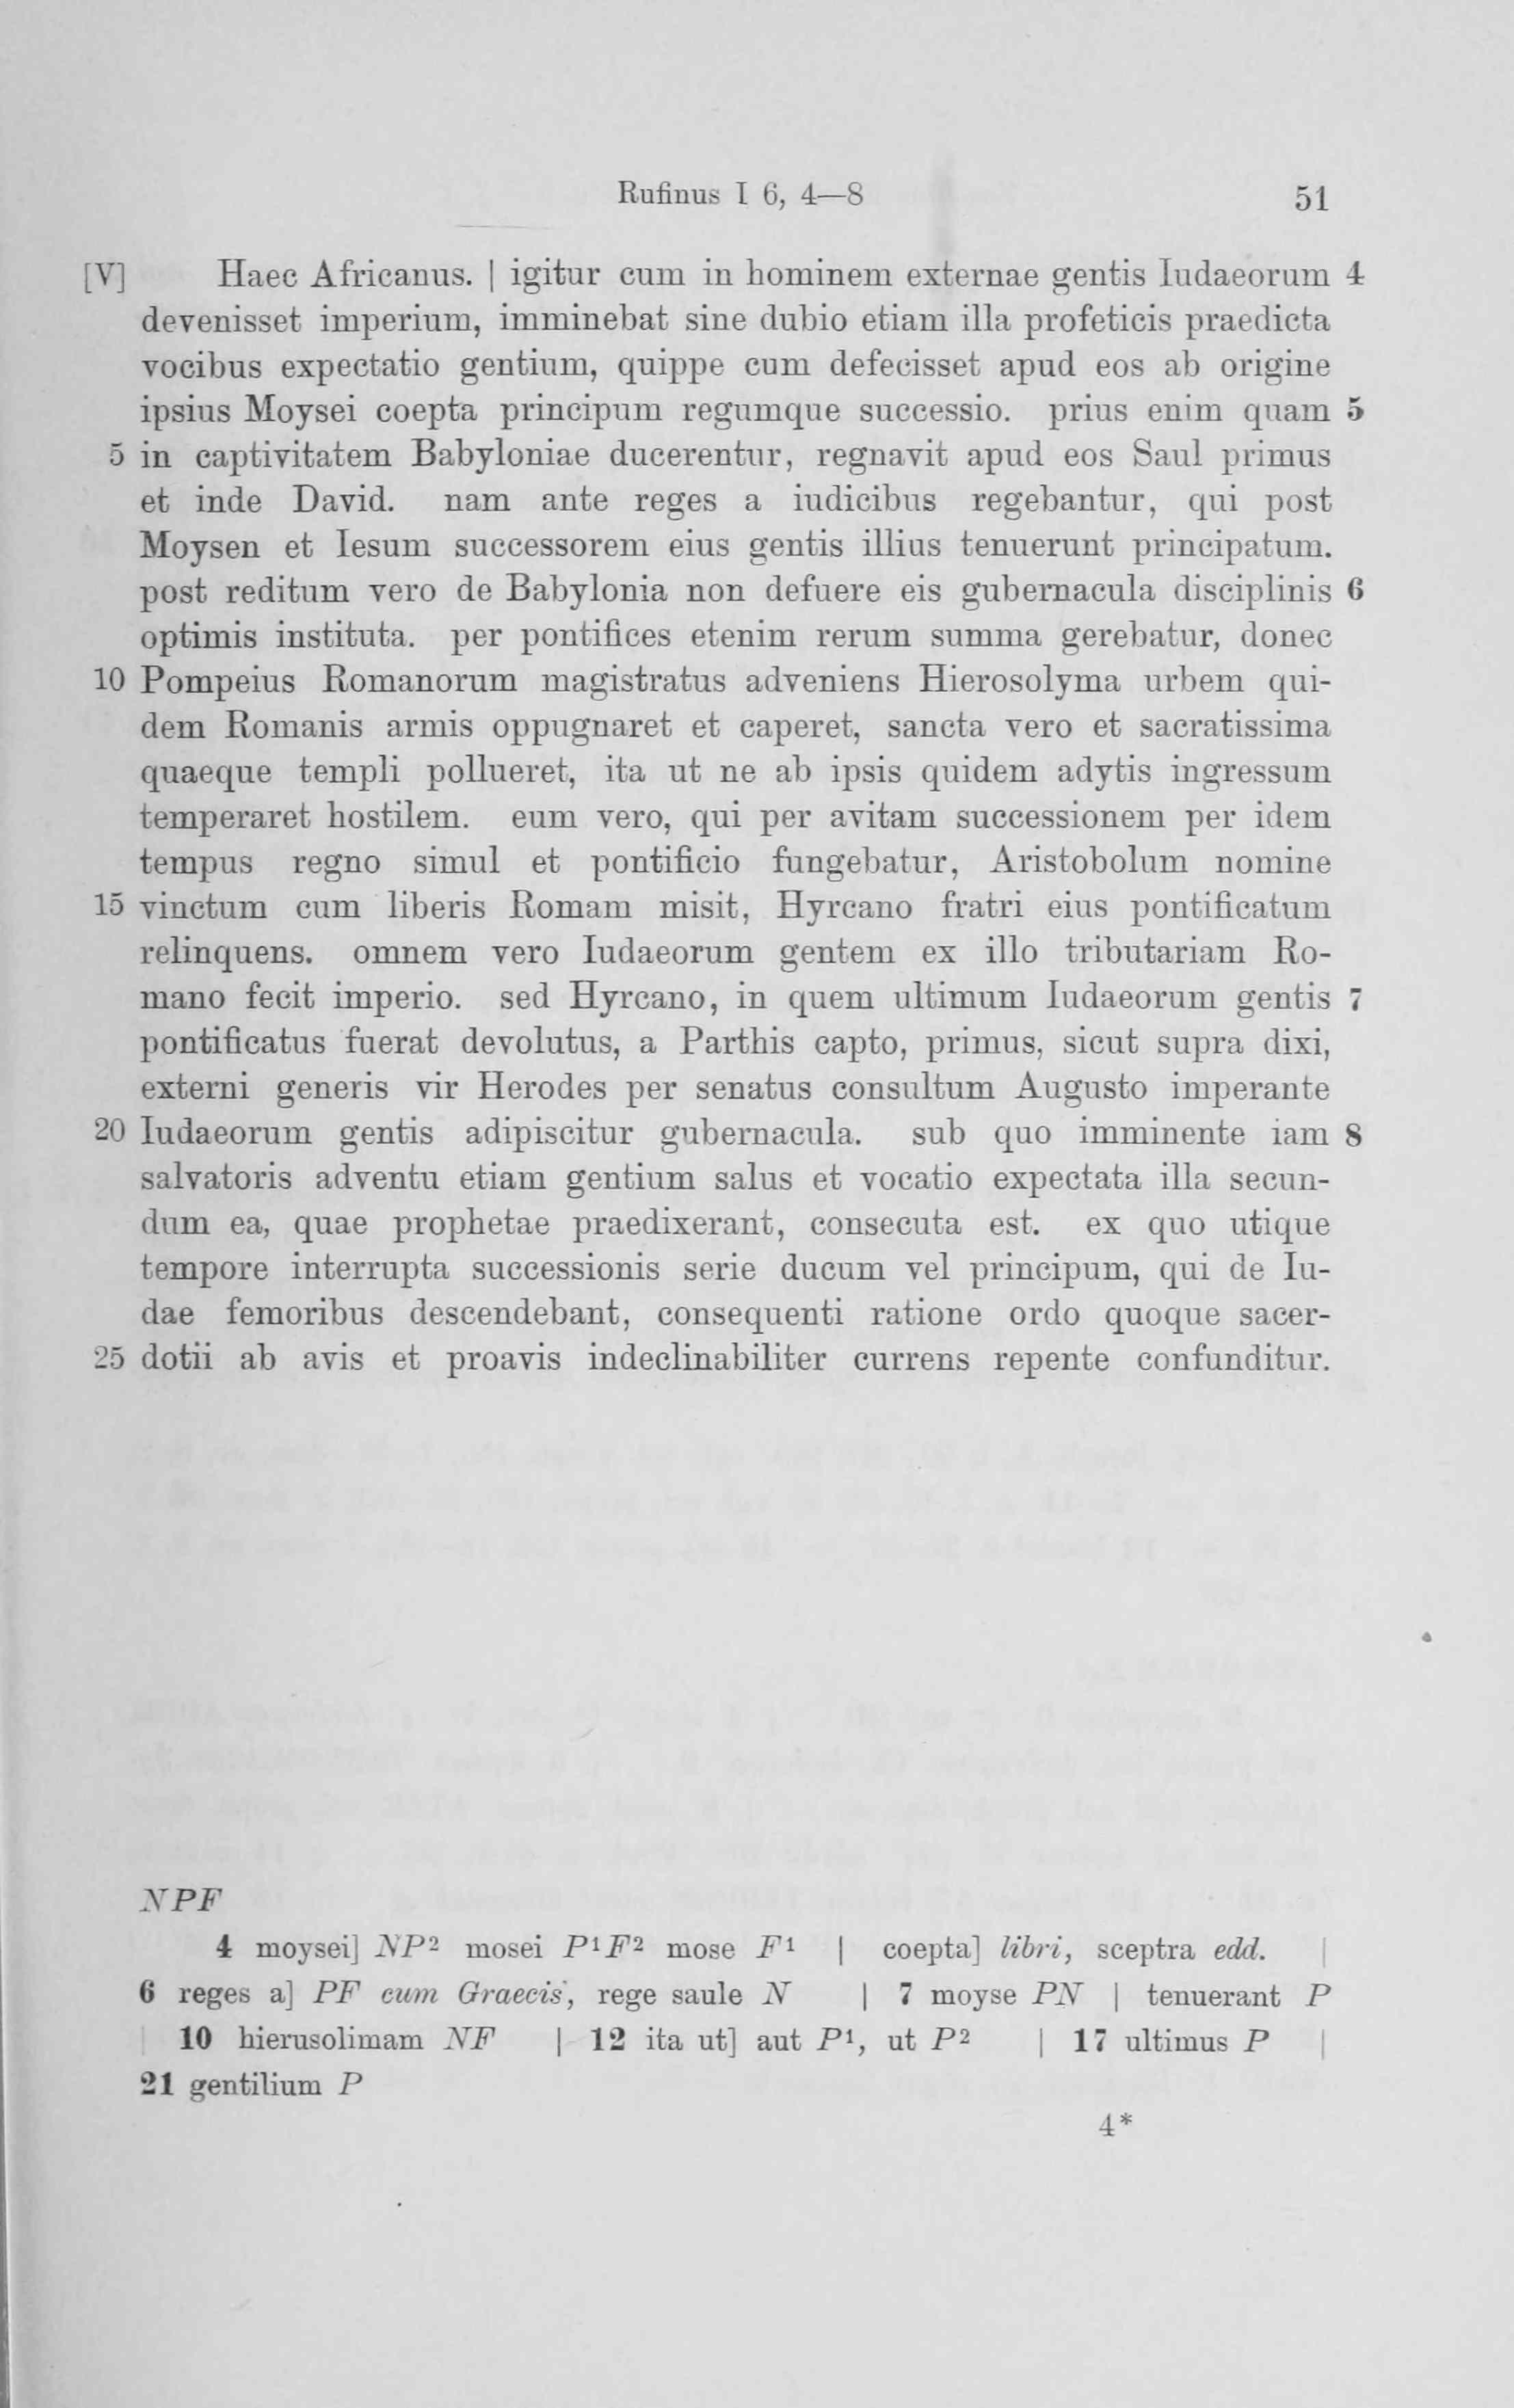 Rufinus I 6, 4—8 51
[V] Haec Africanus. | igitur cum in hominem externae gentis Iudaeorum 4
devenisset imperium, imminebat sine dubio etiam illa profeticis praedicta
vocibus expectatio gentium, quippe cum defecisset apud eos ab origine
ipsius Moysei coepta principum regumque successio. prius enim quam 5
5 in captivitatem Babyloniae ducerentur, regnavit apud eos Saul primus
et inde David. nam ante reges a iudicibus regebantur, qui post
Moysen et Iesum successorem eius gentis illius tenuerunt principatum.
post reditum vero de Babylonia non defuere eis gubernacula disciplinis 6
optimis instituta. per pontifices etenim rerum summa gerebatur, donec
10 Pompeius Romanorum magistratus adveniens Hierosolyma urbem qui-
dem Romanis armis oppugnaret et caperet, sancta vero et sacratissima
quaeque templi pollueret, ita ut ne ab ipsis quidem adytis ingressum
temperaret hostilem. eum vero, qui per avitam successionem per idem
tempus regno simul et pontificio fungebatur, Aristobolum nomine
15 vinctum cum liberis Romam misit, Hyrcano fratri eius pontificatum
relinquens. omnem vero Iudaeorum gentem ex illo tributariam Ro-
mano fecit imperio. sed Hyrcano, in quem ultimum Iudaeorum gentis 7
pontificatus fuerat devolutus, a Parthis capto, primus, sicut supra dixi,
externi generis vir Herodes per senatus consultum Augusto imperante
20 Iudaeorum gentis adipiscitur gubernacula. sub quo imminente iam 8
salvatoris adventu etiam gentium salus et vocatio expectata illa secun-
dum ea, quae prophetae praedixerant, consecuta est. ex quo utique
tempore interrupta successionis serie ducum vel principum, qui de Iu-
dae femoribus descendebant, consequenti ratione ordo quoque sacer-
25 dotii ab avis et proavis indeclinabiliter currens repente confunditur.
NPF
4 moysei] NP² mosei P¹F² mose F¹ | coepta] libri, sceptra edd. |
6 reges a] PF cum Graecis, rege saule N | 7 moyse PN | tenuerant P
10 hierusolimam NF | 12 ita ut] aut P¹, ut P² | 17 ultimus P |
21 gentilium P
4*